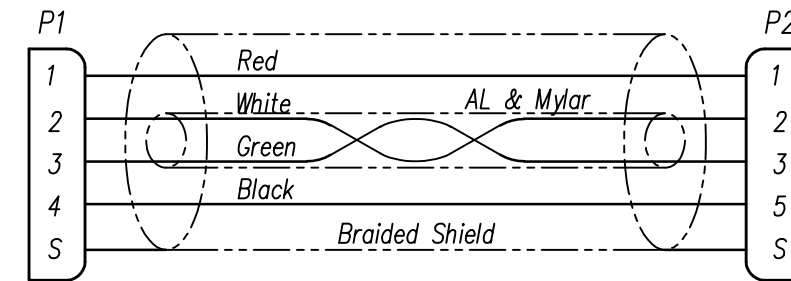 P1 P2
1 Red 1
2 White AL & Mylar 2
3 Green 3
4 Black 5
S Braided Shield S